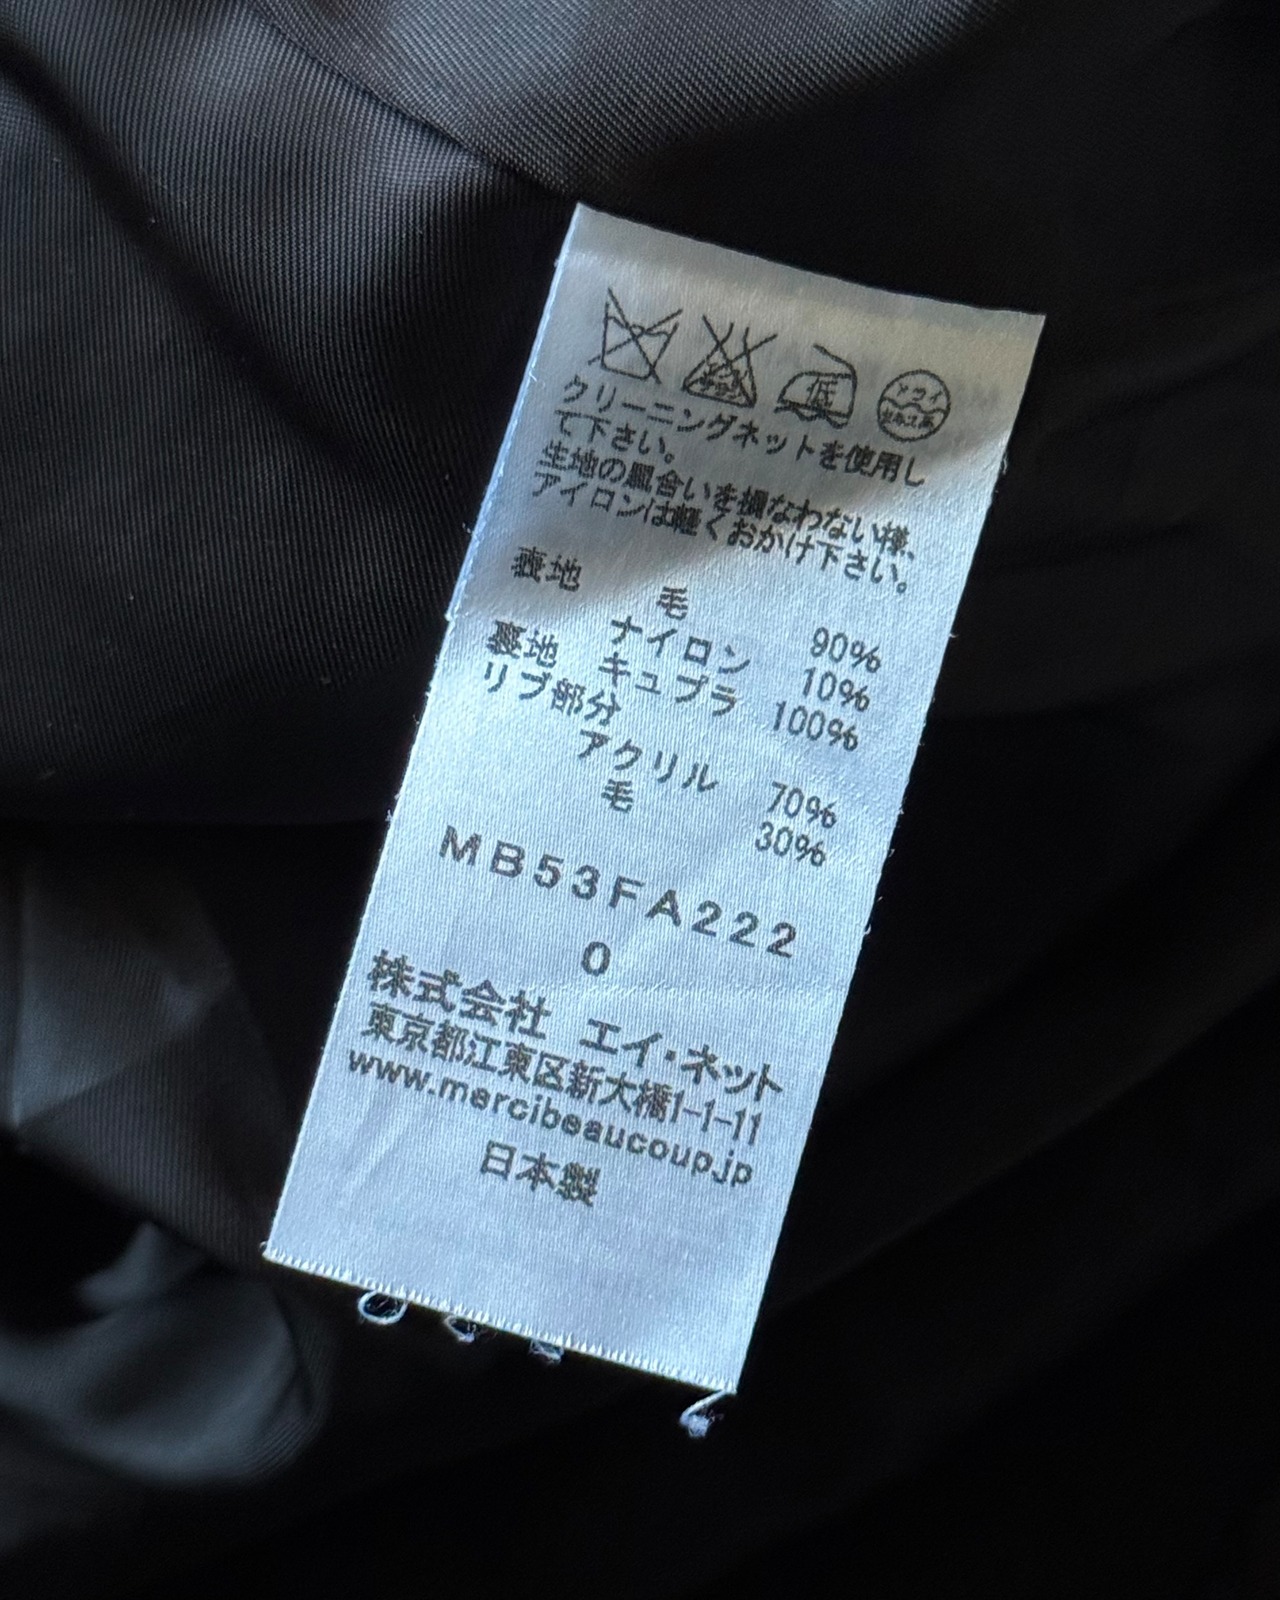 低
ドライ
クリーニングネットを使用し
て下さい。
生地の風合いを損なわない様、
アイロンは軽くおかけ下さい。
表地 毛 90%
ナイロン 10%
裏地 キュプラ 100%
リブ部分
アクリル 70%
毛 30%
MB53FA222
0
株式会社 エイ・ネット
東京都江東区新大橋1-1-11
www.mercibeaucoup.jp
日本製